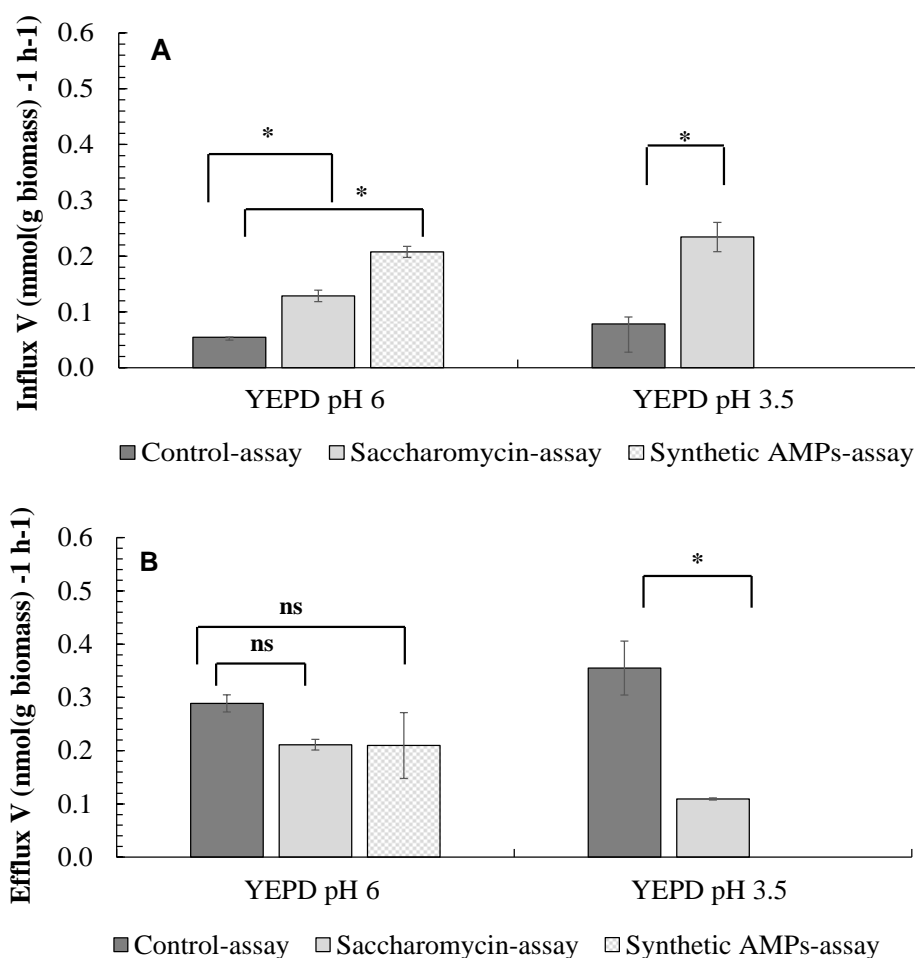 A
Influx V (mmol(g biomass) -1 h-1)
0.6
0.5
0.4
0.3
0.2
0.1
0.0
*
*
*
YEPD pH 6
YEPD pH 3.5
Control-assay
Saccharomycin-assay
Synthetic AMPs-assay
B
Efflux V (nmol(g biomass) -1 h-1)
0.6
0.5
0.4
0.3
0.2
0.1
0.0
ns
ns
*
YEPD pH 6
YEPD pH 3.5
Control-assay
Saccharomycin-assay
Synthetic AMPs-assay